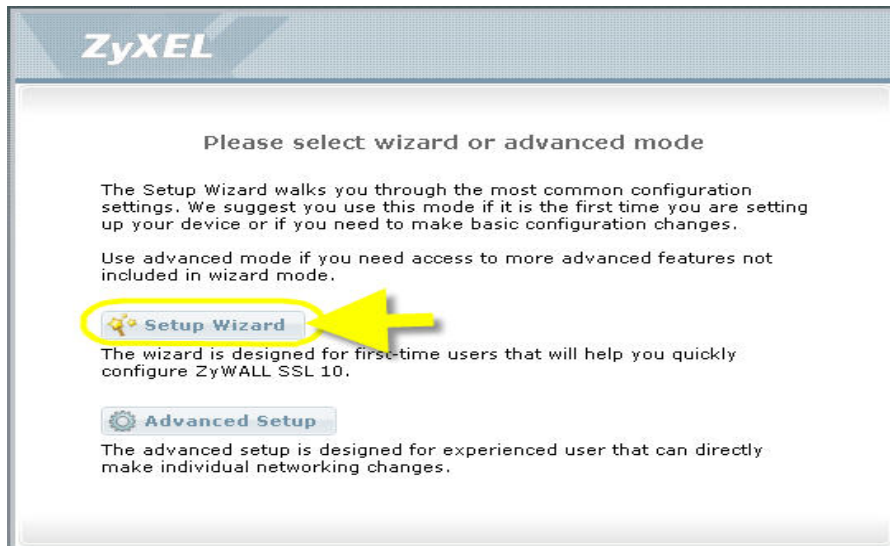 ZyXEL
Please select wizard or advanced mode
The Setup Wizard walks you through the most common configuration
settings. We suggest you use this mode if it is the first time you are setting
up your device or if you need to make basic configuration changes.
Use advanced mode if you need access to more advanced features not
included in wizard mode.
Setup Wizard
The wizard is designed for first-time users that will help you quickly
configure ZyWALL SSL 10.
Advanced Setup
The advanced setup is designed for experienced user that can directly
make individual networking changes.